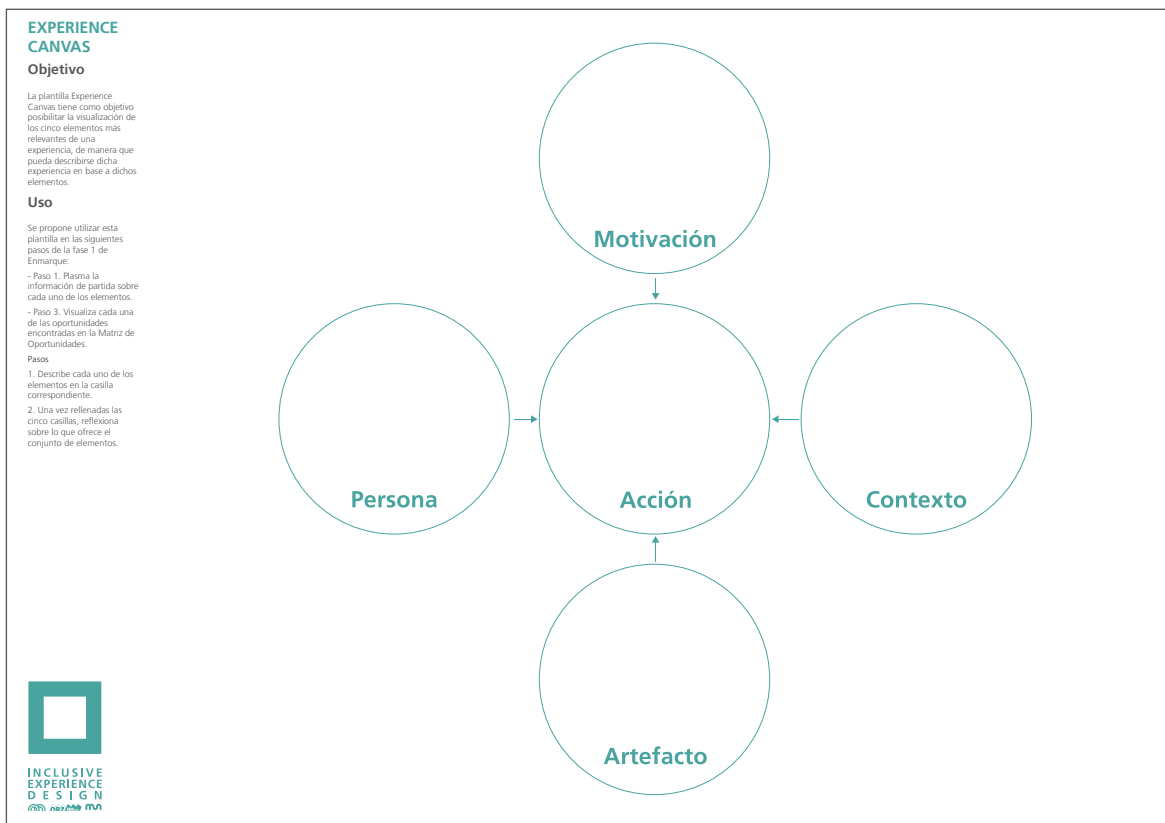 EXPERIENCE
CANVAS
Objetivo
La plantilla Experience
Canvas tiene como objetivo
posibilitar la visualización de
los cinco elementos más
relevantes de una
experiencia, de manera que
pueda describirse dicha
experiencia en base a dichos
elementos.
Uso
Se propone utilizar esta
plantilla en las siguientes
pasos de la fase 1 de
Enmarque:
- Paso 1. Plasma la
información de partida sobre
cada uno de los elementos.
- Paso 3. Visualiza cada una
de las oportunidades
encontradas en la Matriz de
Oportunidades.
Pasos
1. Describe cada uno de los
elementos en la casilla
correspondiente.
2. Una vez rellenadas las
cinco casillas, reflexiona
sobre lo que ofrece el
conjunto de elementos.
Motivación
Persona
Acción
Contexto
Artefacto
INCLUSIVE
EXPERIENCE
DESIGN